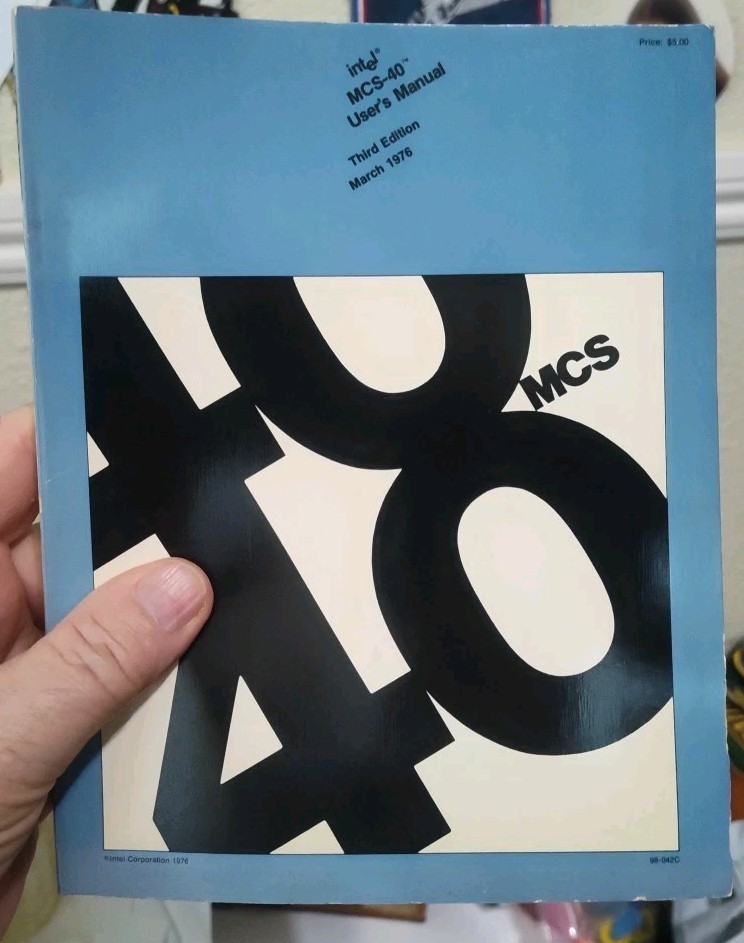 Price: $5.00
intel®
MCS-40™
User's Manual
Third Edition
March 1976
40
MCS
40
©Intel Corporation 1976
98-042C